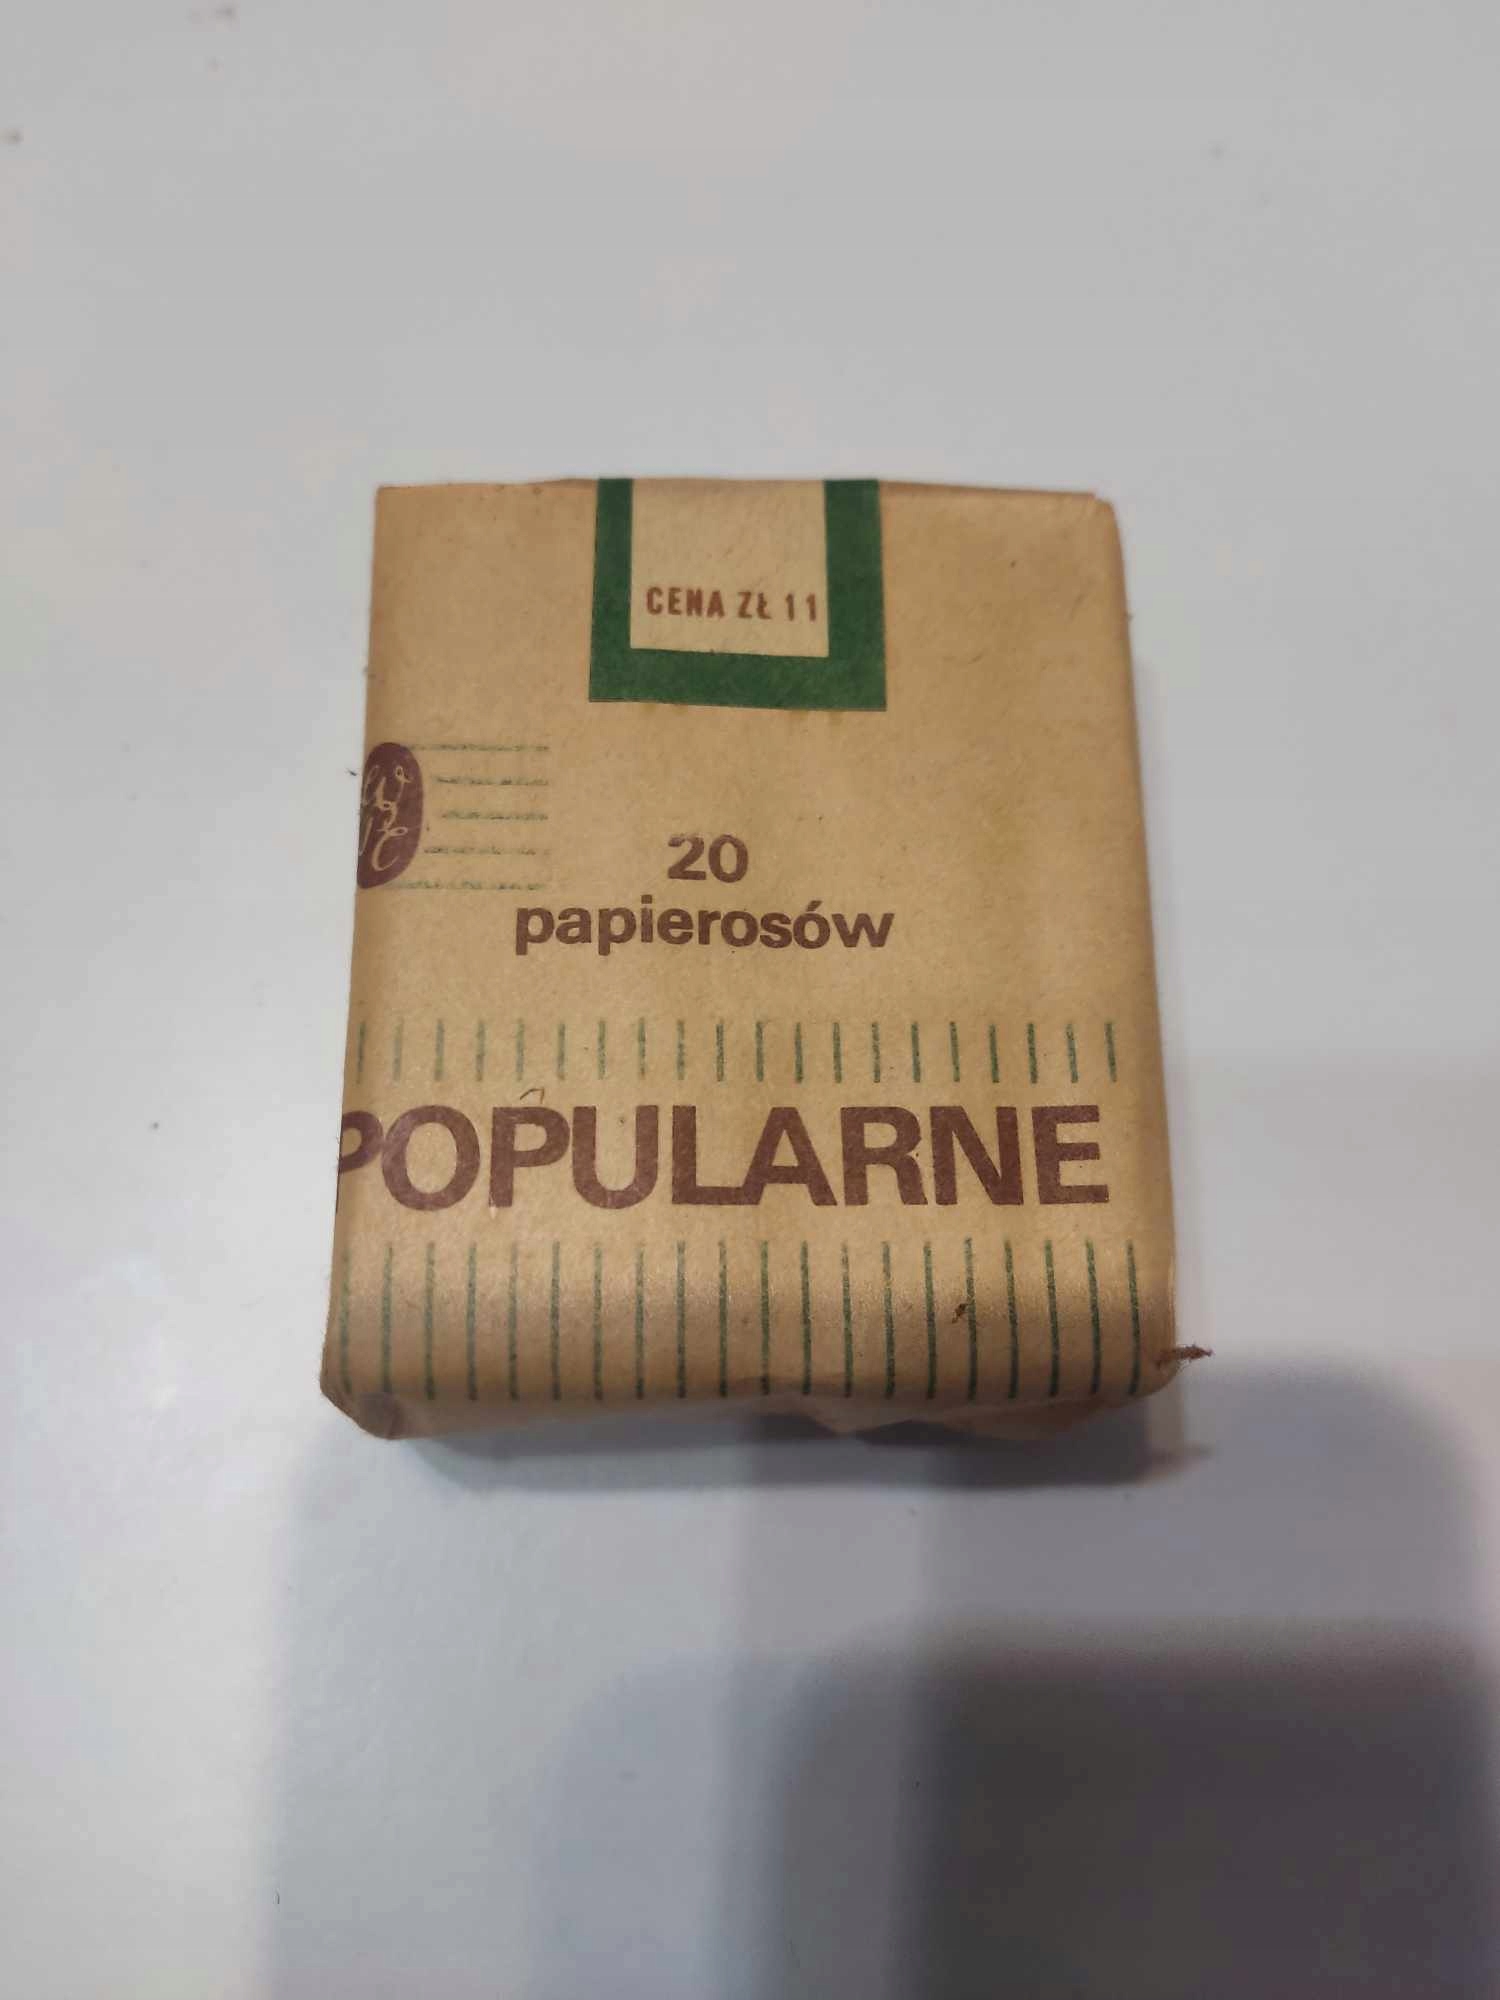 CENA ZŁ 11
20
papierosów
POPULARNE